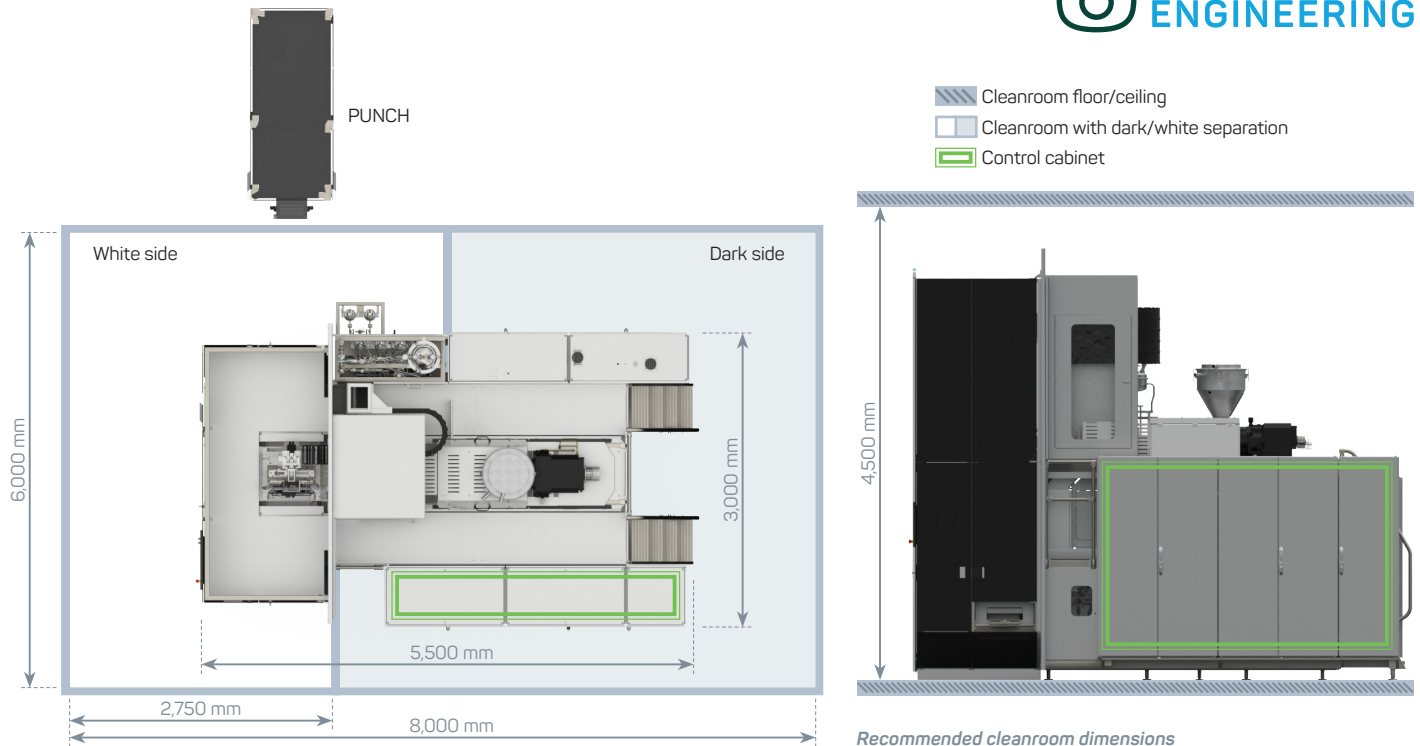 ENGINEERING
PUNCH
Cleanroom floor/ceiling
Cleanroom with dark/white separation
Control cabinet
White side
Dark side
6,000 mm
3,000 mm
4,500 mm
5,500 mm
2,750 mm
8,000 mm
Recommended cleanroom dimensions